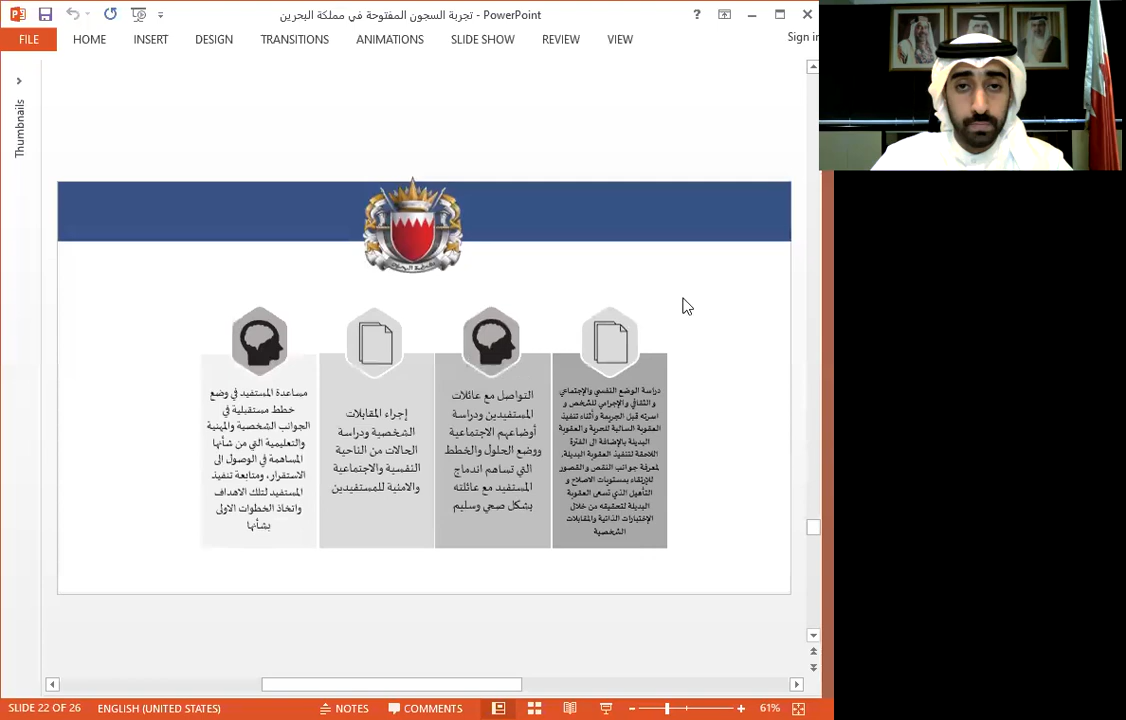 تجربة السجون المفتوحة في مملكة البحرين - PowerPoint
?
FILE
HOME
INSERT
DESIGN
TRANSITIONS
ANIMATIONS
SLIDE SHOW
REVIEW
VIEW
Sign in
Thumbnails
دراسة الوضع النفسي والإجتماعي
و الثقافي والإجرامي للشخص و
اسرته قبل الجريمة وأثناء تنفيذ
العقوبة السالبة للحرية والعقوبة
البديلة بالإضافة الى الفترة
اللاحقة لتنفيذ العقوبة البديلة،
لمعرفة جوانب النقص والقصور
للإرتقاء بمستويات الاصلاح و
التأهيل الذي تسعى العقوبة
البديلة لتحقيقه من خلال
الإختبارات الذاتية والمقابلات
الشخصية
التواصل مع عائلات
المستفيدين ودراسة
أوضاعهم الاجتماعية
ووضع الحلول والخطط
التي تساهم اندماج
المستفيد مع عائلته
بشكل صحي وسليم
إجراء المقابلات
الشخصية ودراسة
الحالات من الناحية
النفسية والاجتماعية
والامنية للمستفيدين
مساعدة المستفيد في وضع
خطط مستقبلية في
الجوانب الشخصية والمهنية
والتعليمية التي من شأنها
المساهمة في الوصول الى
الاستقرار، ومتابعة تنفيذ
المستفيد لتلك الاهداف
واتخاذ الخطوات الاولى
بشأنها
SLIDE 22 OF 26
ENGLISH (UNITED STATES)
NOTES
COMMENTS
61%